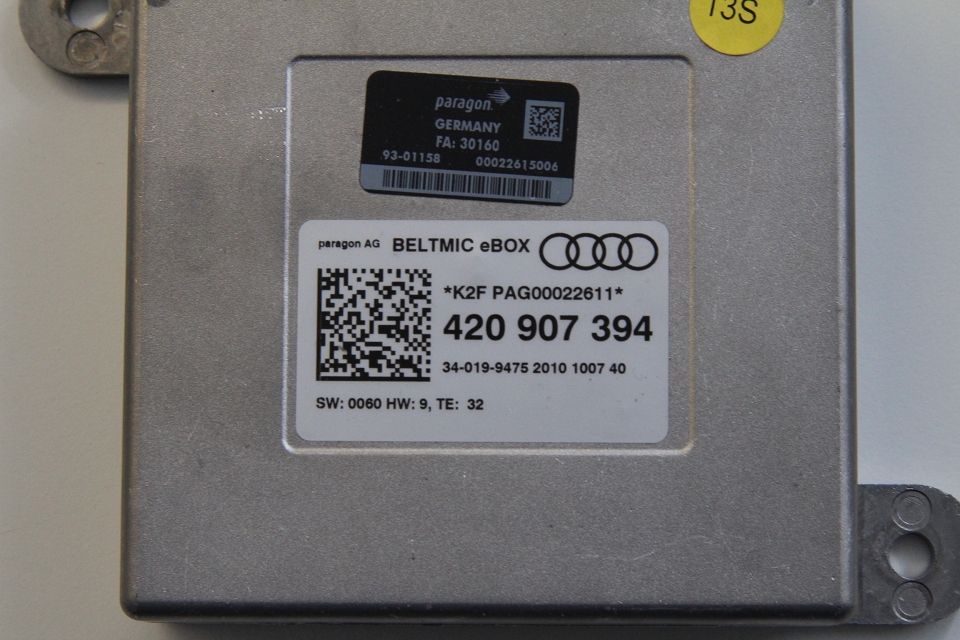 13S
paragon
GERMANY
FA: 30160
93-01158 00022615006
paragon AG BELTMIC eBOX
*K2F PAG00022611*
420 907 394
34-019-9475 2010 1007 40
SW: 0060 HW: 9, TE: 32